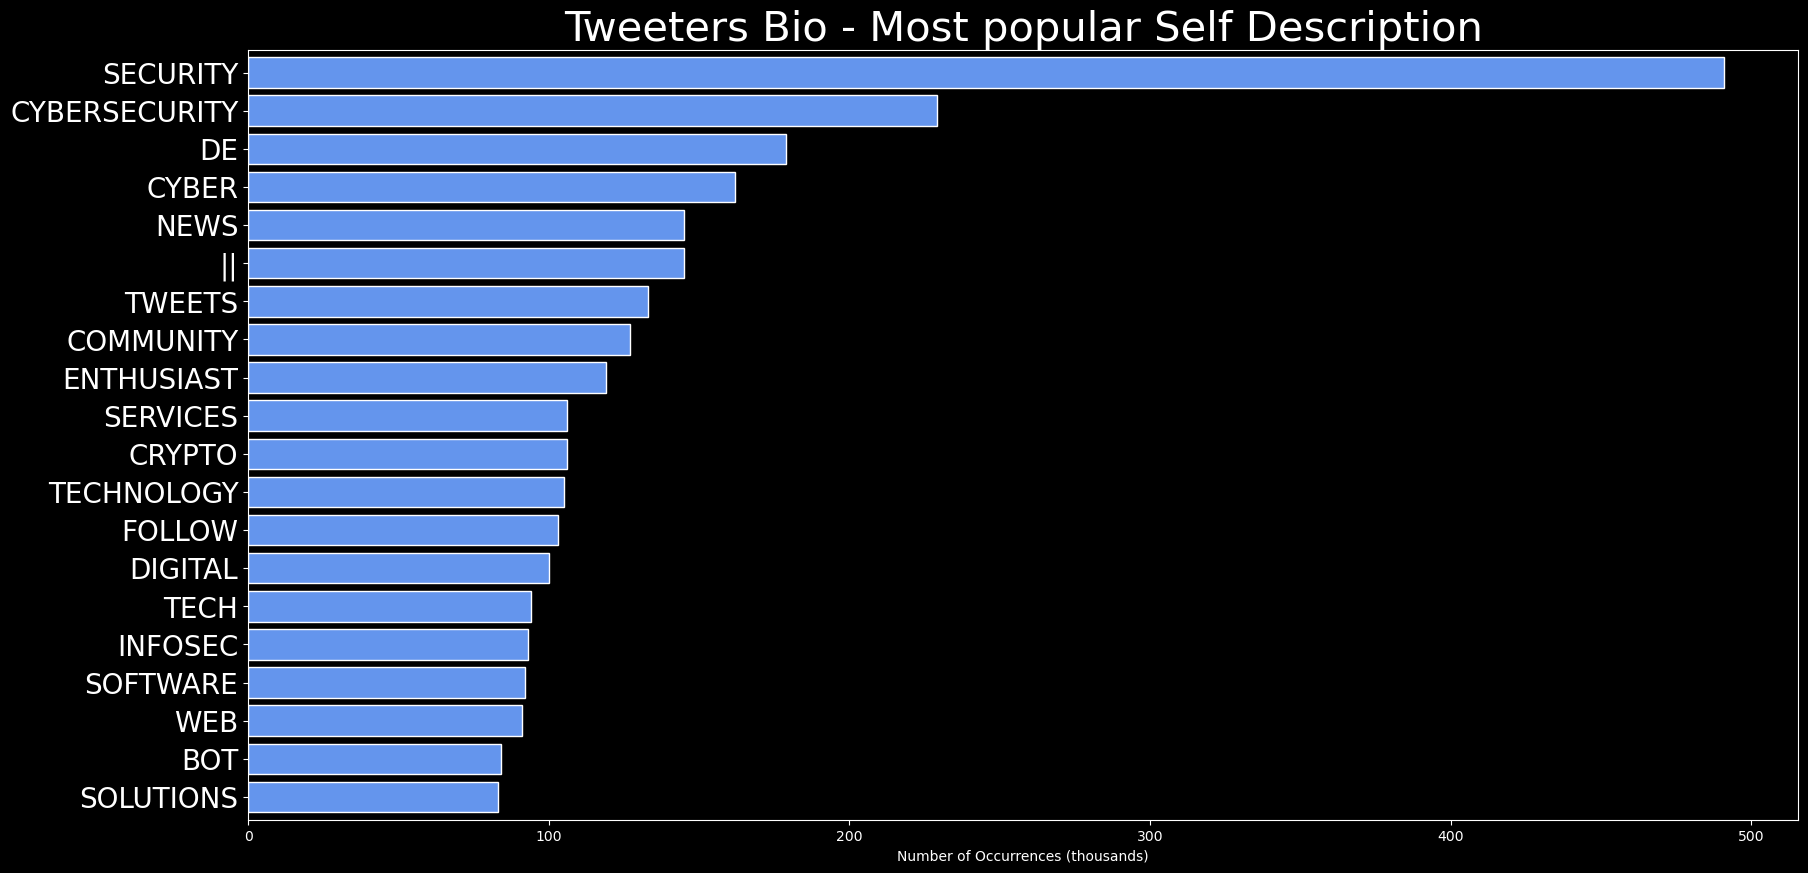 Tweeters Bio - Most popular Self Description
SECURITY
CYBERSECURITY
DE
CYBER
NEWS
||
TWEETS
COMMUNITY
ENTHUSIAST
SERVICES
CRYPTO
TECHNOLOGY
FOLLOW
DIGITAL
TECH
INFOSEC
SOFTWARE
WEB
BOT
SOLUTIONS
0 100 200 300 400 500
Number of Occurrences (thousands)